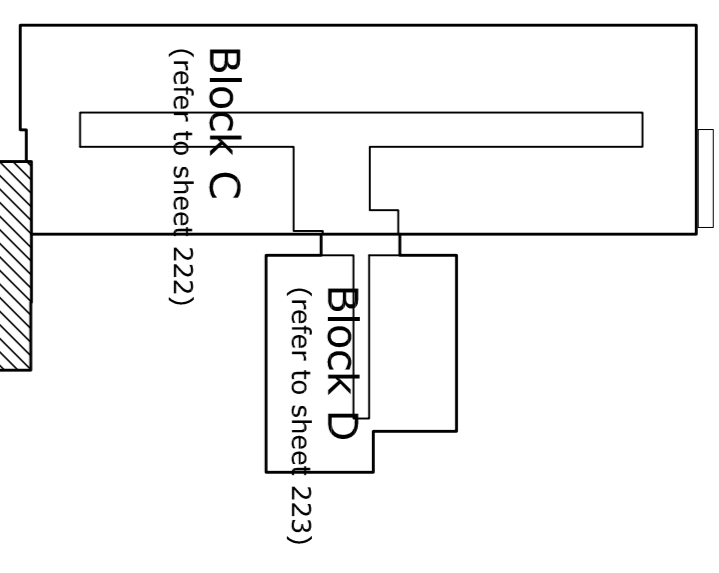 Block C
(refer to sheet 222)
Block D
(refer to sheet 223)